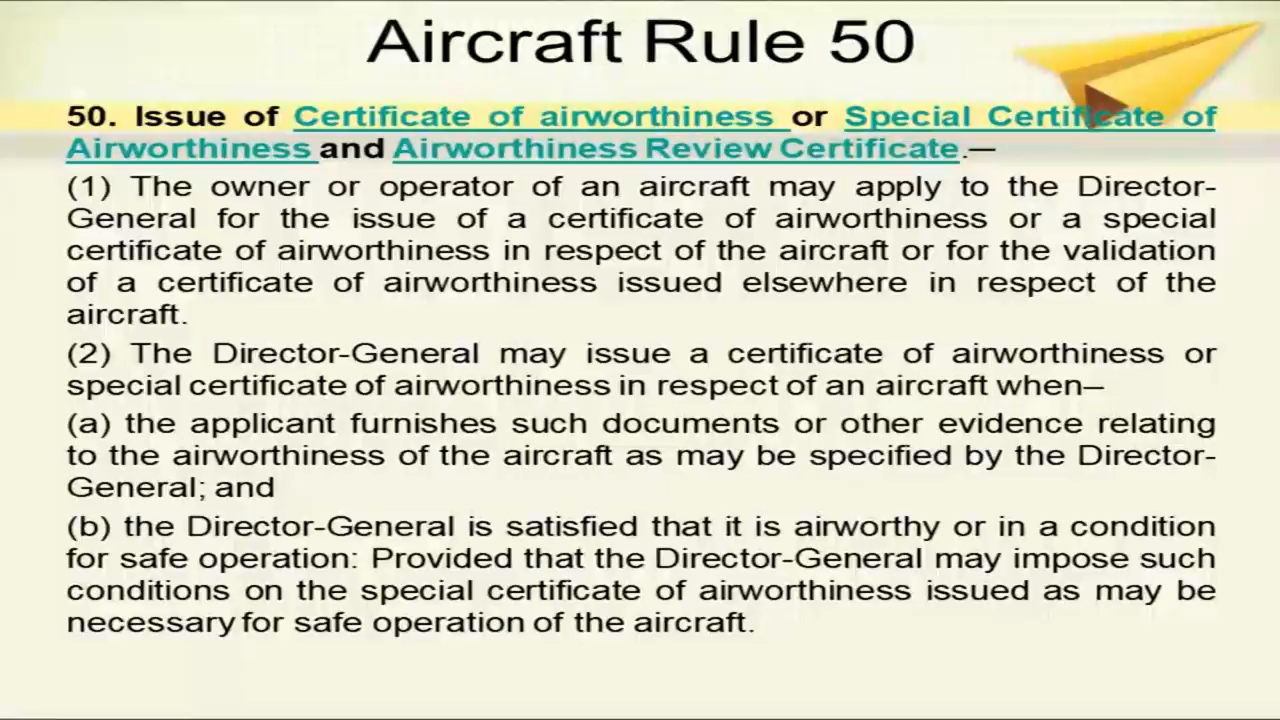 Aircraft Rule 50
50. Issue of Certificate of airworthiness or Special Certificate of
Airworthiness and Airworthiness Review Certificate.—
(1) The owner or operator of an aircraft may apply to the Director-
General for the issue of a certificate of airworthiness or a special
certificate of airworthiness in respect of the aircraft or for the validation
of a certificate of airworthiness issued elsewhere in respect of the
aircraft.
(2) The Director-General may issue a certificate of airworthiness or
special certificate of airworthiness in respect of an aircraft when—
(a) the applicant furnishes such documents or other evidence relating
to the airworthiness of the aircraft as may be specified by the Director-
General; and
(b) the Director-General is satisfied that it is airworthy or in a condition
for safe operation: Provided that the Director-General may impose such
conditions on the special certificate of airworthiness issued as may be
necessary for safe operation of the aircraft.